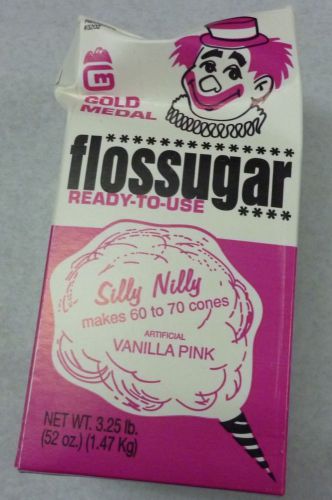 GOLD
MEDAL
flossugar
READY-TO-USE
Silly Nilly
makes 60 to 70 cones
ARTIFICIAL
VANILLA PINK
NET WT. 3.25 lb.
(52 oz.) (1.47 Kg)